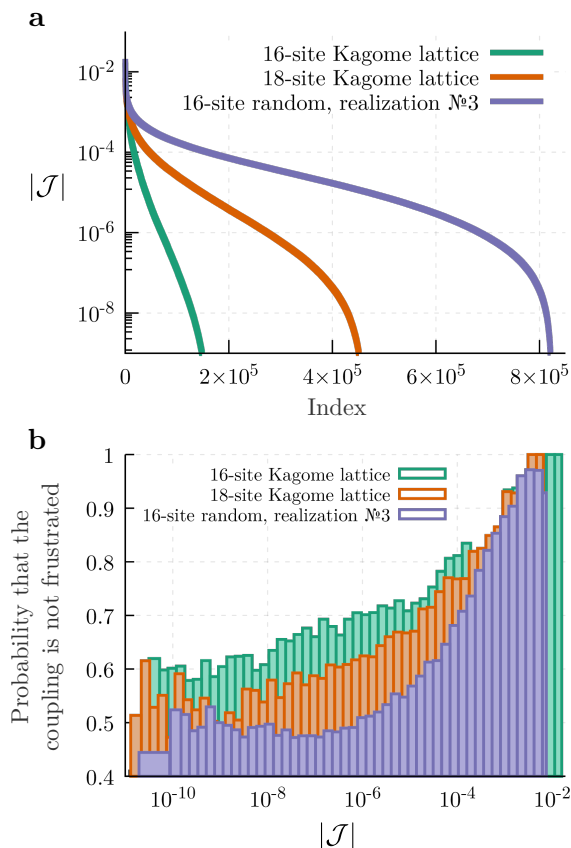 a
16-site Kagome lattice
18-site Kagome lattice
16-site random, realization №3
|𝒥|
10⁻²
10⁻⁴
10⁻⁶
10⁻⁸
0
2×10⁵
4×10⁵
6×10⁵
8×10⁵
Index
b
16-site Kagome lattice
18-site Kagome lattice
16-site random, realization №3
Probability that the
coupling is not frustrated
1
0.9
0.8
0.7
0.6
0.5
0.4
10⁻¹⁰
10⁻⁸
10⁻⁶
10⁻⁴
10⁻²
|𝒥|